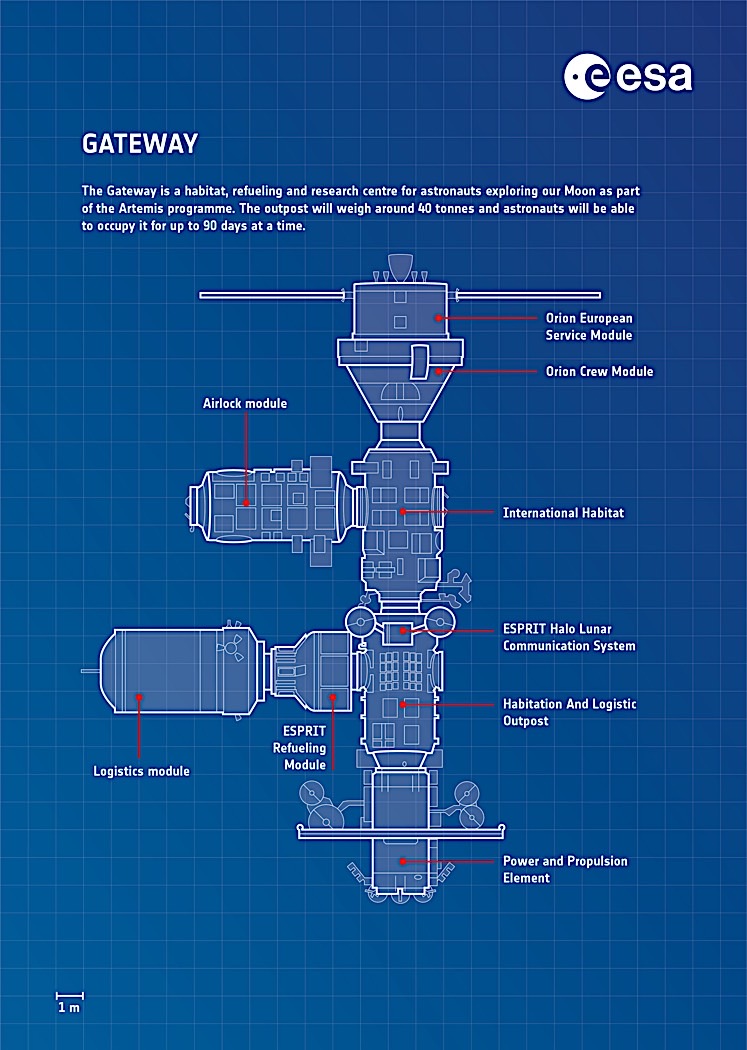 esa
GATEWAY
The Gateway is a habitat, refueling and research centre for astronauts exploring our Moon as part
of the Artemis programme. The outpost will weigh around 40 tonnes and astronauts will be able
to occupy it for up to 90 days at a time.
Orion European
Service Module
Orion Crew Module
Airlock module
International Habitat
ESPRIT Halo Lunar
Communication System
Habitation And Logistic
Outpost
ESPRIT
Refueling
Module
Logistics module
Power and Propulsion
Element
1 m